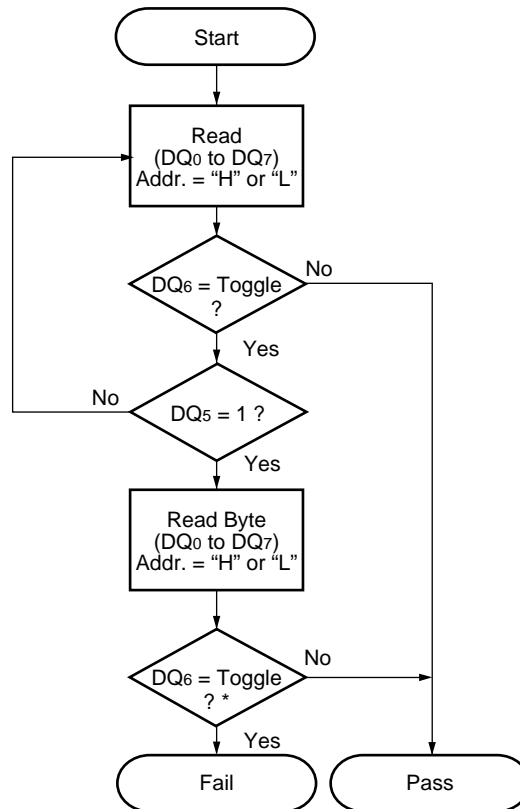 Start
Read
(DQ0 to DQ7)
Addr. = “H” or “L”
DQ6 = Toggle
?
No
Yes
No
DQ5 = 1 ?
Yes
Read Byte
(DQ0 to DQ7)
Addr. = “H” or “L”
DQ6 = Toggle
? *
No
Yes
Fail
Pass